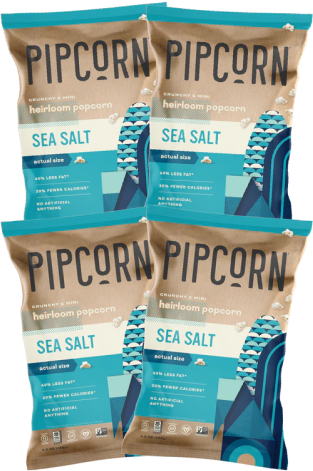 PIPCORN
CRUNCHY & MINI
heirloom popcorn
SEA SALT
actual size
40% LESS FAT*
30% FEWER CALORIES*
NO ARTIFICIAL
ANYTHING
PIPCORN
CRUNCHY & MINI
heirloom popcorn
SEA SALT
actual size
40% LESS FAT*
30% FEWER CALORIES*
NO ARTIFICIAL
ANYTHING
PIPCORN
CRUNCHY & MINI
heirloom popcorn
SEA SALT
actual size
40% LESS FAT*
30% FEWER CALORIES*
NO ARTIFICIAL
ANYTHING
PIPCORN
CRUNCHY & MINI
heirloom popcorn
SEA SALT
actual size
40% LESS FAT*
30% FEWER CALORIES*
NO ARTIFICIAL
ANYTHING